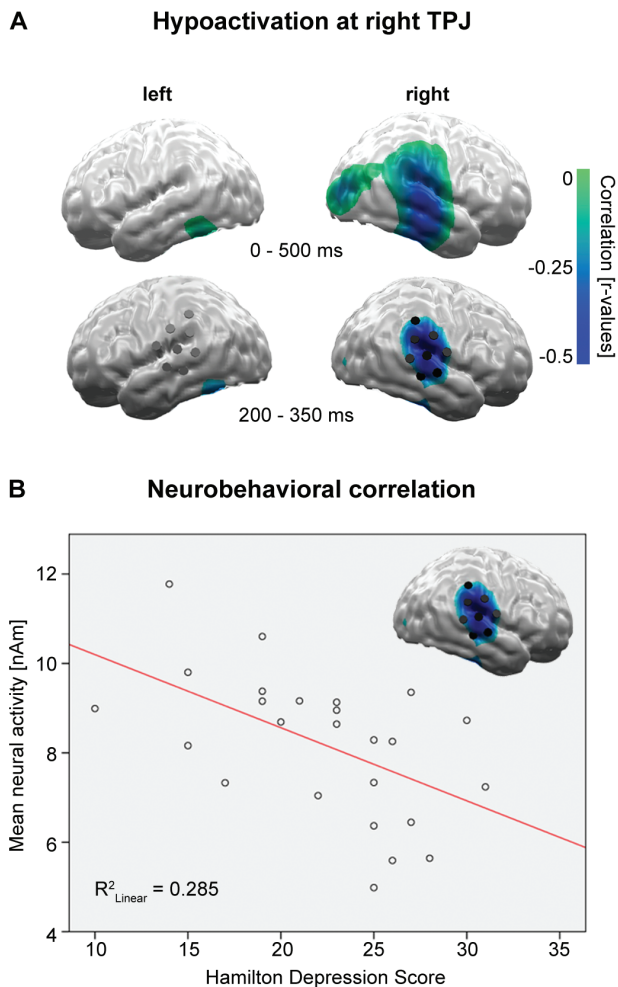 A
Hypoactivation at right TPJ
left
right
0 - 500 ms
0
-0.25
-0.5
Correlation [r-values]
200 - 350 ms
B
Neurobehavioral correlation
Mean neural activity [nAm]
12
10
8
6
4
R²Linear = 0.285
10 15 20 25 30 35
Hamilton Depression Score